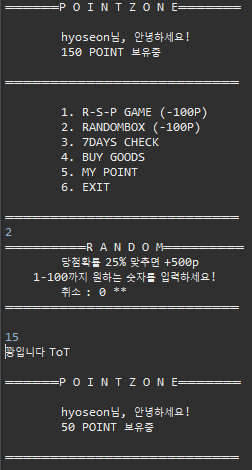 ═══════P O I N T Z O N E═══════
hyoseon님, 안녕하세요!
150 POINT 보유중
══════════════════════════
1. R-S-P GAME (-100P)
2. RANDOMBOX (-100P)
3. 7DAYS CHECK
4. BUY GOODS
5. MY POINT
6. EXIT
══════════════════════════
2
═════════R A N D O M═════════
당첨확률 25% 맞추면 +500p
1-100까지 원하는 숫자를 입력하세요!
취소 : 0 **
══════════════════════════
15
꽝입니다 ToT
═══════P O I N T Z O N E═══════
hyoseon님, 안녕하세요!
50 POINT 보유중
══════════════════════════